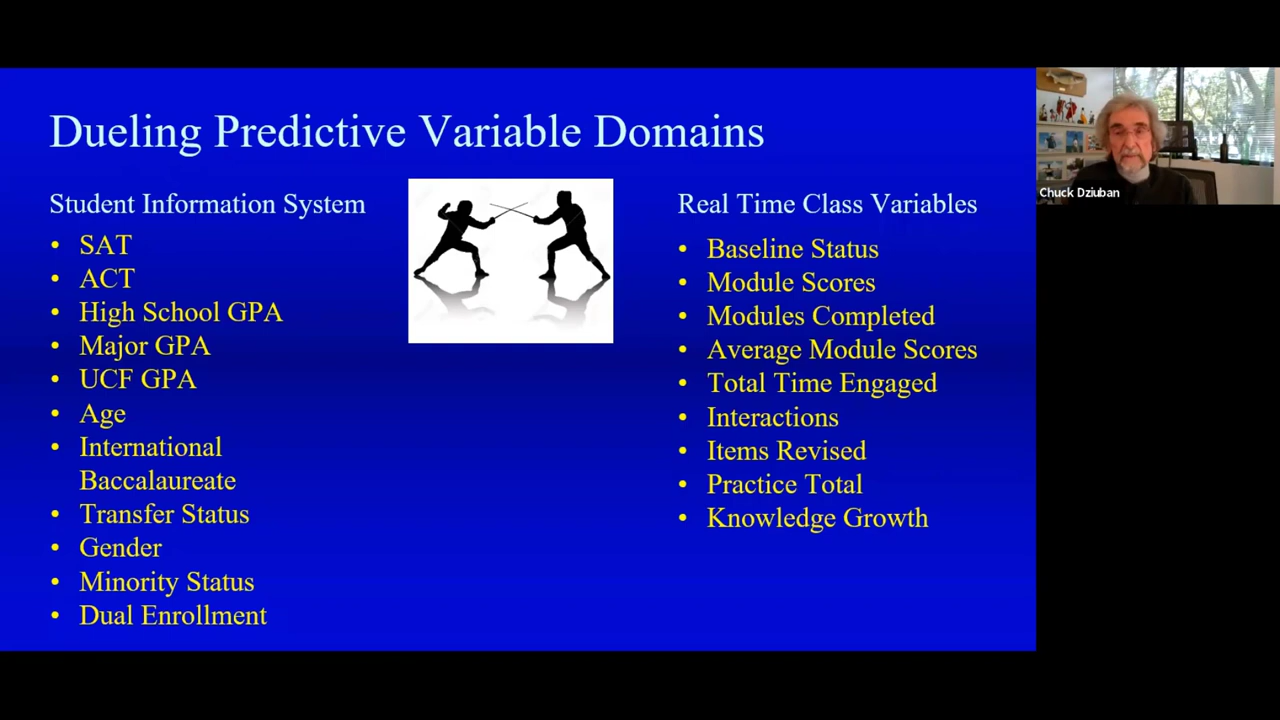 Dueling Predictive Variable Domains
Student Information System
• SAT
• ACT
• High School GPA
• Major GPA
• UCF GPA
• Age
• International
Baccalaureate
• Transfer Status
• Gender
• Minority Status
• Dual Enrollment
Real Time Class Variables
• Baseline Status
• Module Scores
• Modules Completed
• Average Module Scores
• Total Time Engaged
• Interactions
• Items Revised
• Practice Total
• Knowledge Growth
Chuck Dziuban